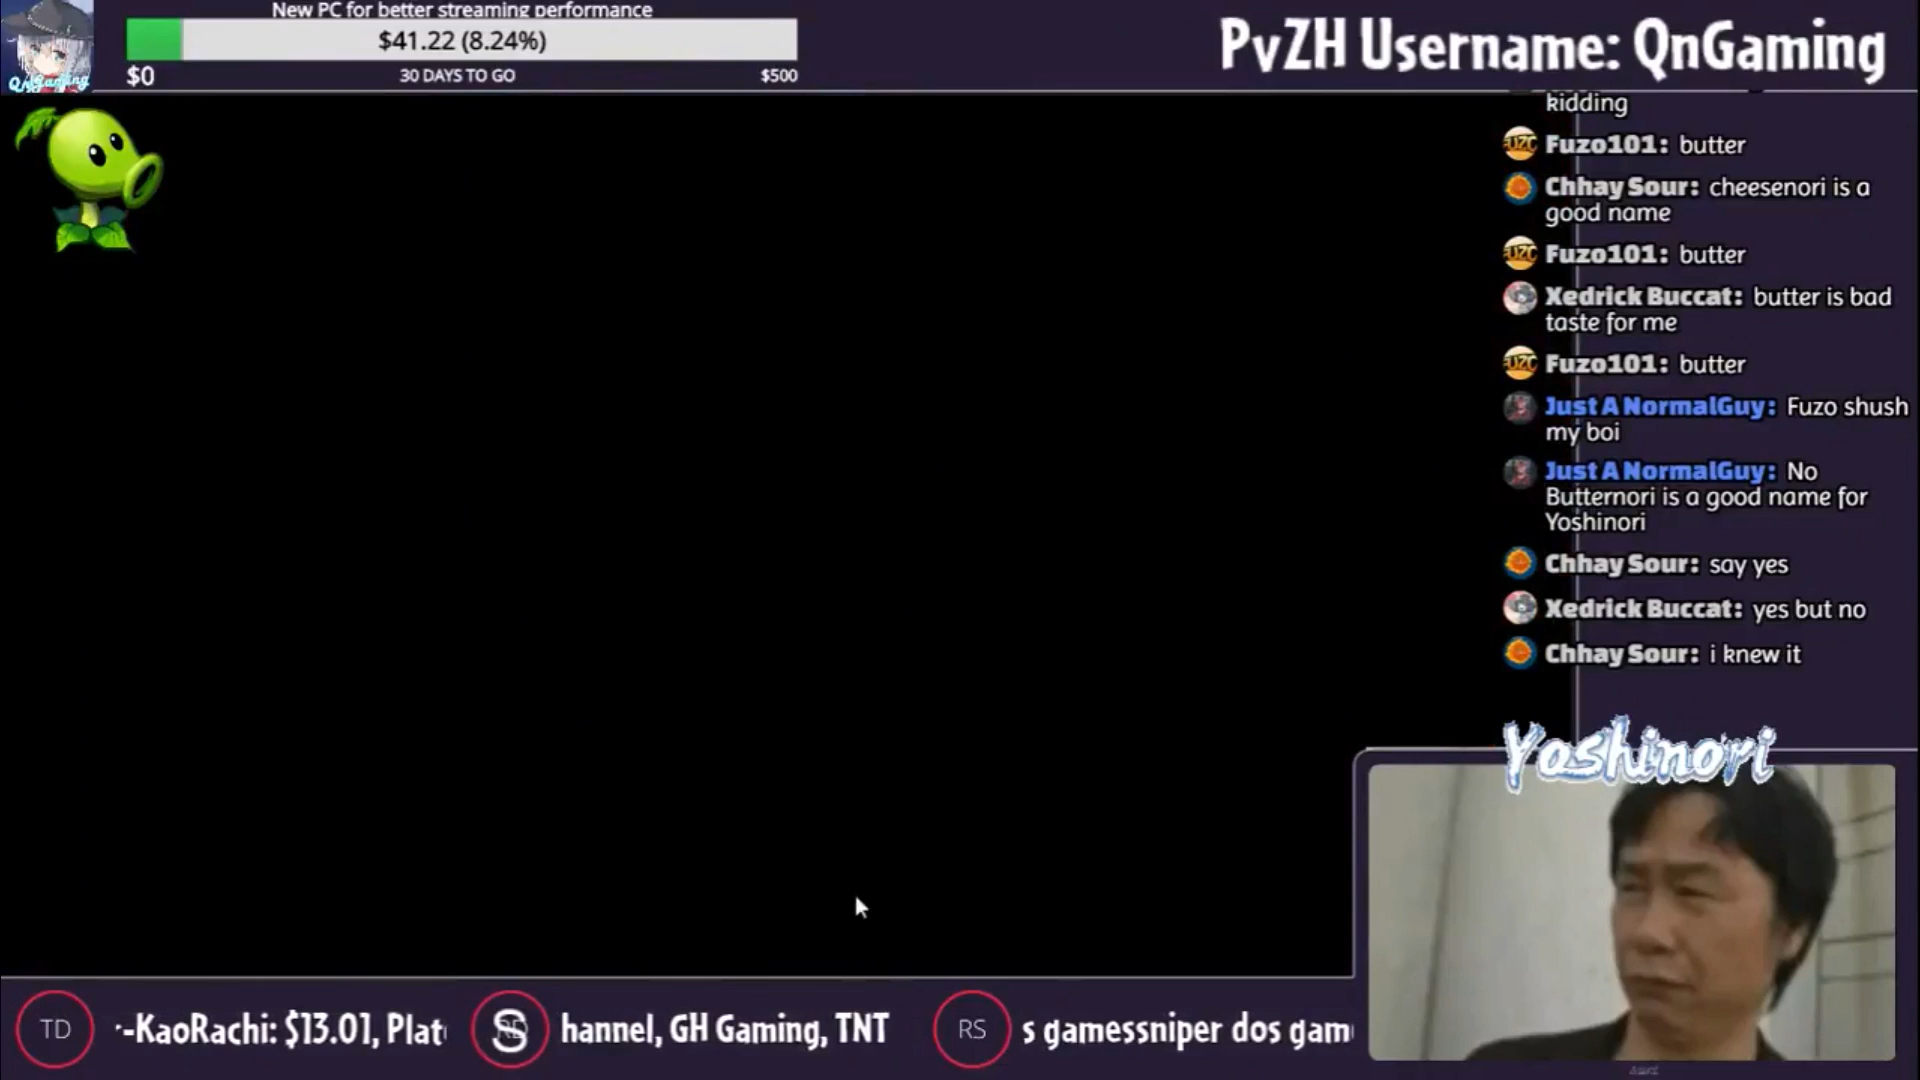 New PC for better streaming performance
$41.22 (8.24%)
$0
30 DAYS TO GO
$500
QnGaming
PvZH Username: QnGaming
kidding
Fuzo101: butter
Chhay Sour: cheesenori is a
good name
Fuzo101: butter
Xedrick Buccat: butter is bad
taste for me
Fuzo101: butter
Just A NormalGuy: Fuzo shush
my boi
Just A NormalGuy: No
Butternori is a good name for
Yoshinori
Chhay Sour: say yes
Xedrick Buccat: yes but no
Chhay Sour: i knew it
Yoshinori
TD
-KaoRachi: $13.01, Plat
S
hannel, GH Gaming, TNT
RS
s gamessniper dos gam